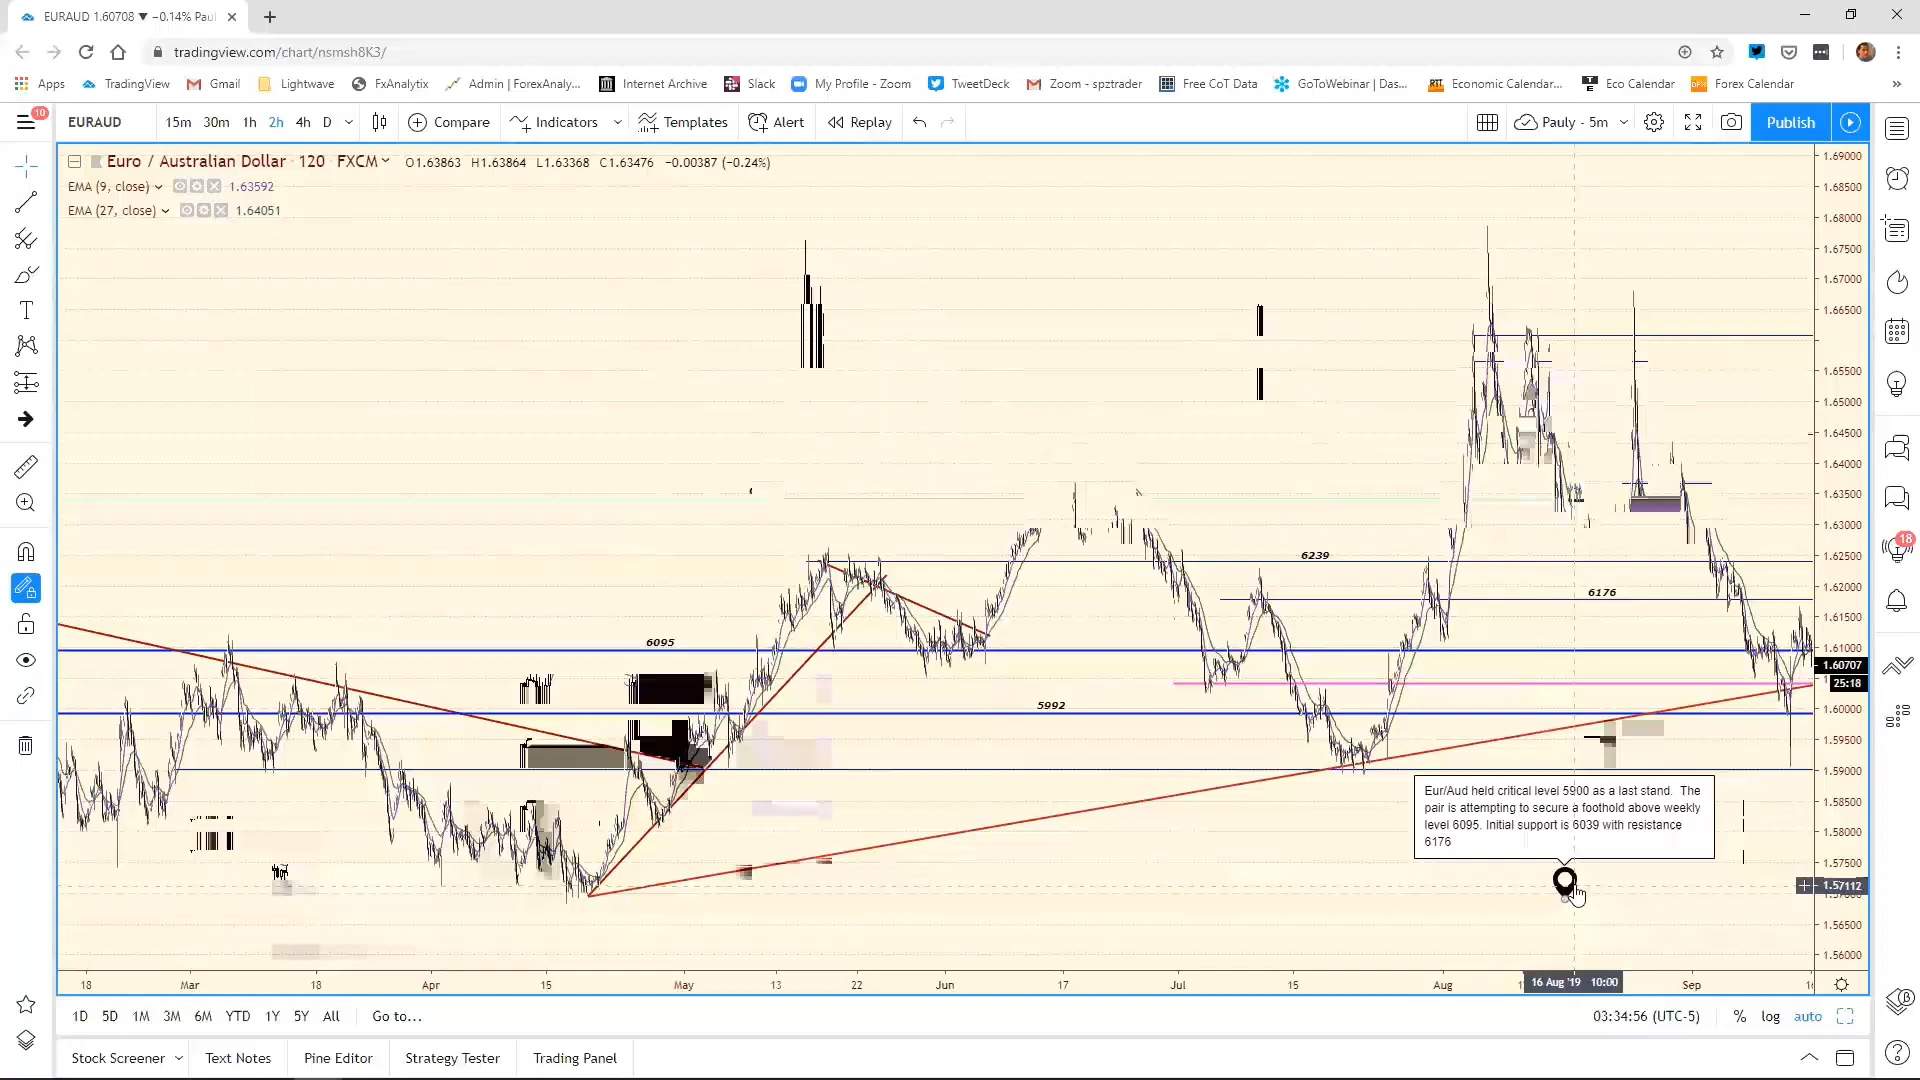 EURAUD 1.60708 ▼ −0.14% Paul
tradingview.com/chart/nsmsh8K3/
Apps TradingView Gmail Lightwave FxAnalytix Admin | ForexAnaly... Internet Archive Slack My Profile - Zoom TweetDeck Zoom - spztrader Free CoT Data GoToWebinar | Das... Economic Calendar... Eco Calendar Forex Calendar »
10
EURAUD 15m 30m 1h 2h 4h D Compare Indicators Templates Alert Replay Pauly - 5m Publish
Euro / Australian Dollar 120 FXCM O1.63863 H1.63864 L1.63368 C1.63476 −0.00387 (−0.24%)
EMA (9, close) 1.63592
EMA (27, close) 1.64051
1.69000
1.68500
1.68000
1.67500
1.67000
1.66500
1.65500
1.65000
1.64500
1.64000
1.63500
1.63000
18
6239
1.62500
1.62000
6176
1.61500
6095
1.61000
1.60707
25:18
5992
1.60000
1.59500
1.59000
1.58500
1.58000
1.57500
Eur/Aud held critical level 5900 as a last stand. The
pair is attempting to secure a foothold above weekly
level 6095. Initial support is 6039 with resistance
6176
1.57112
1.56500
1.56000
18 Mar 18 Apr 15 May 13 22 Jun 17 Jul 15 Aug 16 Aug '19 10:00 Sep
1D 5D 1M 3M 6M YTD 1Y 5Y All Go to... 03:34:56 (UTC-5) % log auto
Stock Screener Text Notes Pine Editor Strategy Tester Trading Panel